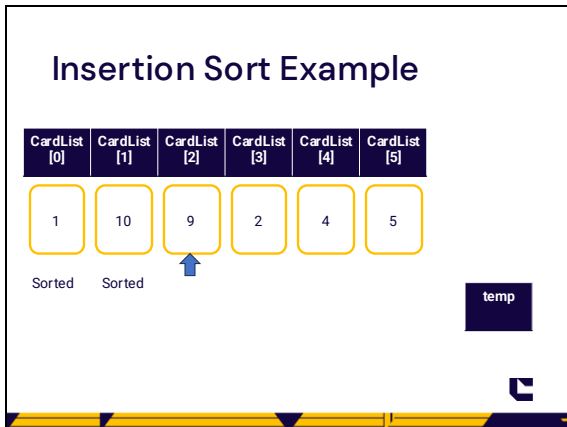 Insertion Sort Example
CardList CardList CardList CardList CardList CardList
[0] [1] [2] [3] [4] [5]
1 10 9 2 4 5
Sorted Sorted
temp